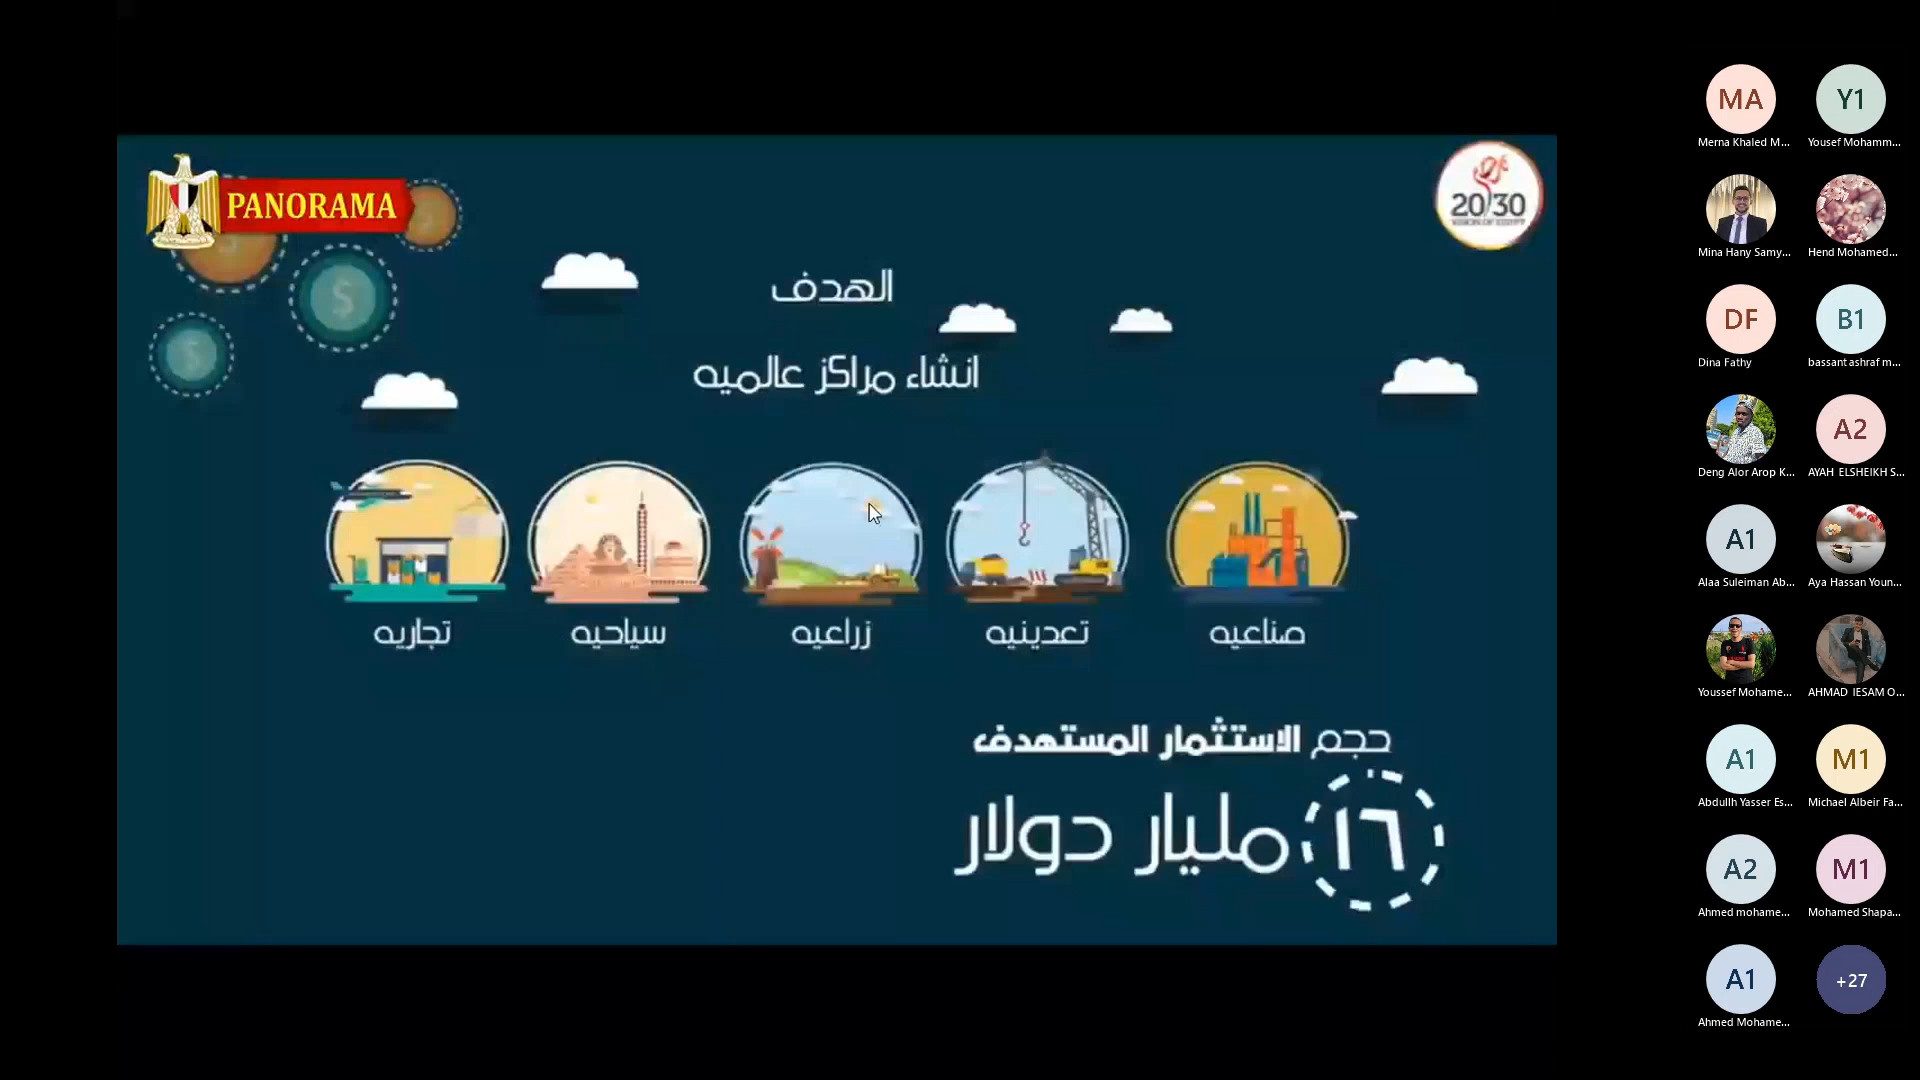 PANORAMA
20/30
VISION OF EGYPT
الهدف
انشاء مراكز عالميه
صناعيه
تعدينيه
زراعيه
سياحيه
تجاريه
حجم الاستثمار المستهدف
١٦ مليار دولار
MA
Merna Khaled M...
Y1
Yousef Mohamm...
Mina Hany Samy...
Hend Mohamed...
DF
Dina Fathy
B1
bassant ashraf m...
Deng Alor Arop K...
A2
AYAH ELSHEIKH S...
A1
Alaa Suleiman Ab...
Aya Hassan Youn...
Youssef Mohame...
AHMAD IESAM O...
A1
Abdullh Yasser Es...
M1
Michael Albeir Fa...
A2
Ahmed mohame...
M1
Mohamed Shapa...
A1
Ahmed Mohame...
+27